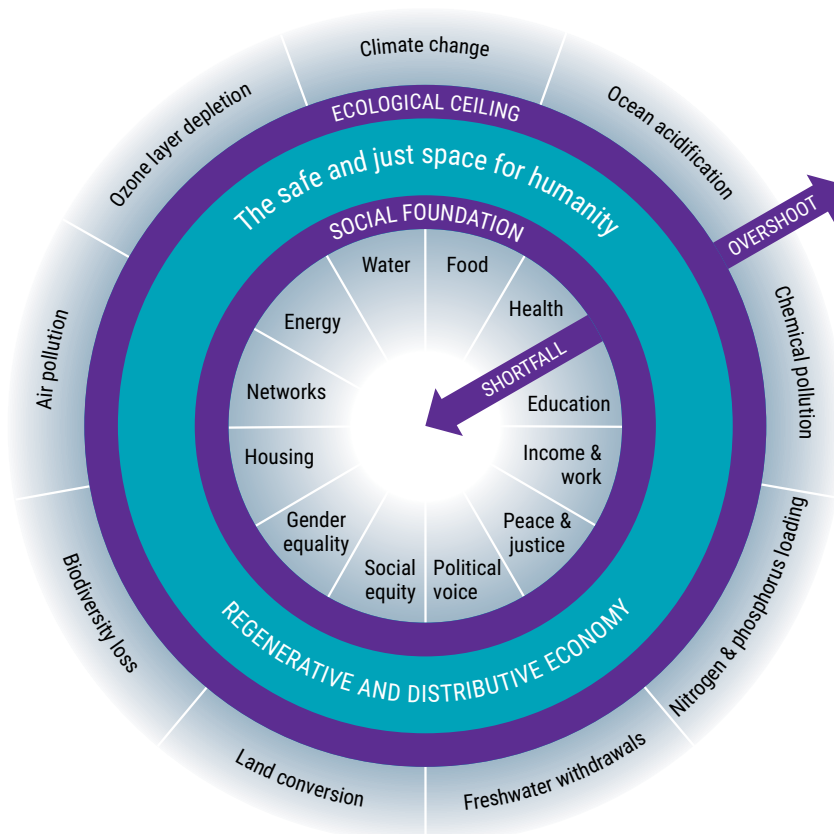 Climate change
Ocean acidification
Chemical pollution
Nitrogen & phosphorus loading
Freshwater withdrawals
Land conversion
Biodiversity loss
Air pollution
Ozone layer depletion
ECOLOGICAL CEILING
OVERSHOOT
The safe and just space for humanity
SOCIAL FOUNDATION
Water
Food
Health
SHORTFALL
Education
Income &
work
Peace &
justice
Political
voice
Social
equity
Gender
equality
Housing
Networks
Energy
REGENERATIVE AND DISTRIBUTIVE ECONOMY